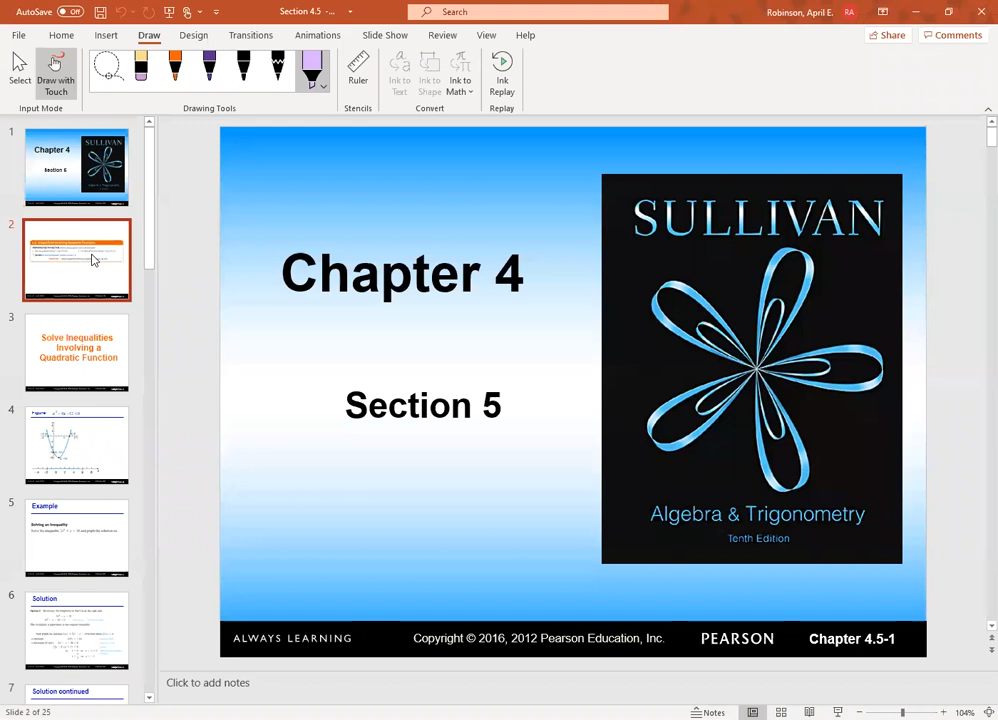 AutoSave Off
Section 4.5 -...
Search
Robinson, April E. RA
File Home Insert Draw Design Transitions Animations Slide Show Review View Help
Share Comments
Select
Draw with Touch
Ruler
Ink to Text
Ink to Shape
Ink to Math
Ink Replay
Input Mode
Drawing Tools
Stencils
Convert
Replay
1
Chapter 4
SULLIVAN
Section 5
2
3
Solve Inequalities
Involving a
Quadratic Function
4
5
Example
Solving an Inequality
6
Solution
7
Solution continued
Chapter 4
Section 5
SULLIVAN
Algebra & Trigonometry
Tenth Edition
ALWAYS LEARNING
Copyright © 2016, 2012 Pearson Education, Inc.
PEARSON
Chapter 4.5-1
Click to add notes
Slide 2 of 25
Notes
104%